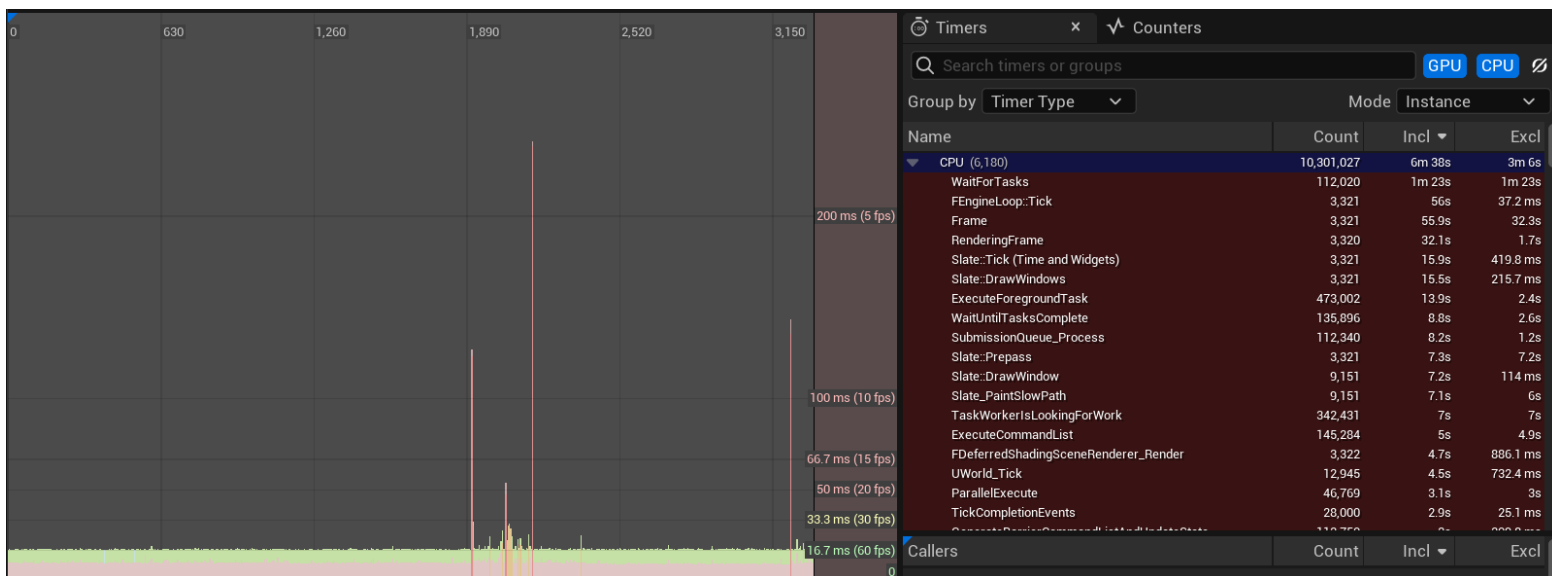 0 630 1,260 1,890 2,520 3,150
200 ms (5 fps)
100 ms (10 fps)
66.7 ms (15 fps)
50 ms (20 fps)
33.3 ms (30 fps)
16.7 ms (60 fps)
0
Timers × Counters
Search timers or groups GPU CPU
Group by Timer Type Mode Instance
Name Count Incl Excl
CPU (6,180) 10,301,027 6m 38s 3m 6s
WaitForTasks 112,020 1m 23s 1m 23s
FEngineLoop::Tick 3,321 56s 37.2 ms
Frame 3,321 55.9s 32.3s
RenderingFrame 3,320 32.1s 1.7s
Slate::Tick (Time and Widgets) 3,321 15.9s 419.8 ms
Slate::DrawWindows 3,321 15.5s 215.7 ms
ExecuteForegroundTask 473,002 13.9s 2.4s
WaitUntilTasksComplete 135,896 8.8s 2.6s
SubmissionQueue_Process 112,340 8.2s 1.2s
Slate::Prepass 3,321 7.3s 7.2s
Slate::DrawWindow 9,151 7.2s 114 ms
Slate_PaintSlowPath 9,151 7.1s 6s
TaskWorkerIsLookingForWork 342,431 7s 7s
ExecuteCommandList 145,284 5s 4.9s
FDeferredShadingSceneRenderer_Render 3,322 4.7s 886.1 ms
UWorld_Tick 12,945 4.5s 732.4 ms
ParallelExecute 46,769 3.1s 3s
TickCompletionEvents 28,000 2.9s 25.1 ms
Callers Count Incl Excl